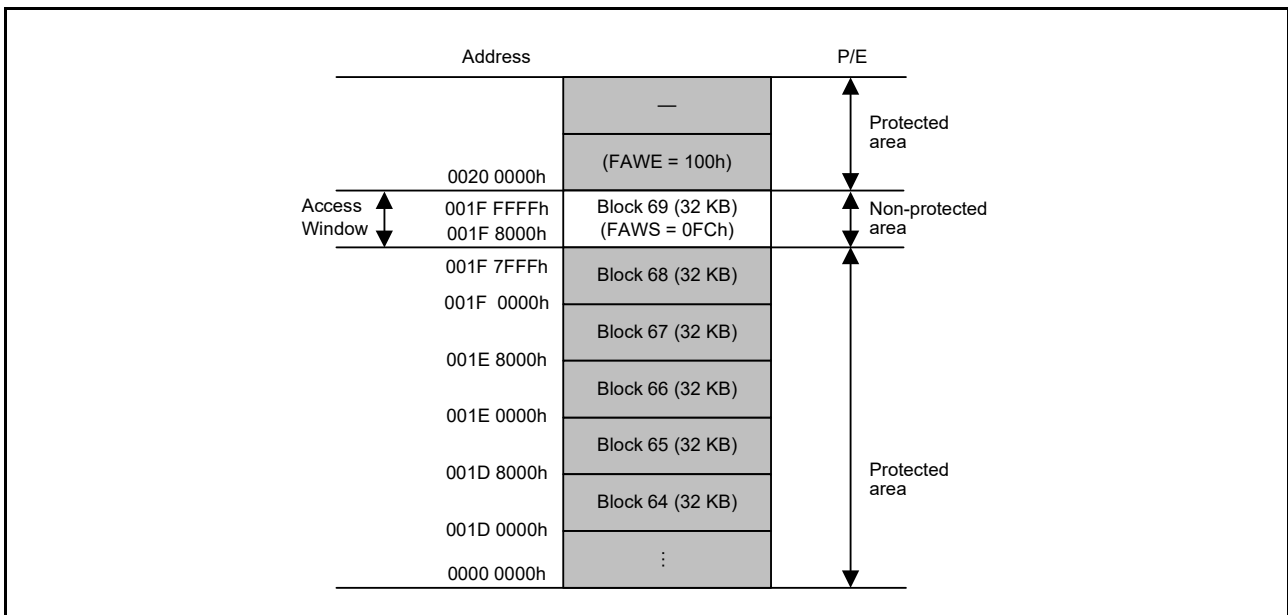 Address P/E
—
Protected
area
(FAWE = 100h)
0020 0000h
Access
Window
001F FFFFh
001F 8000h
Block 69 (32 KB)
(FAWS = 0FCh)
Non-protected
area
001F 7FFFh
Block 68 (32 KB)
001F 0000h
Block 67 (32 KB)
001E 8000h
Block 66 (32 KB)
001E 0000h
Block 65 (32 KB)
001D 8000h
Protected
area
Block 64 (32 KB)
001D 0000h
⋮
0000 0000h